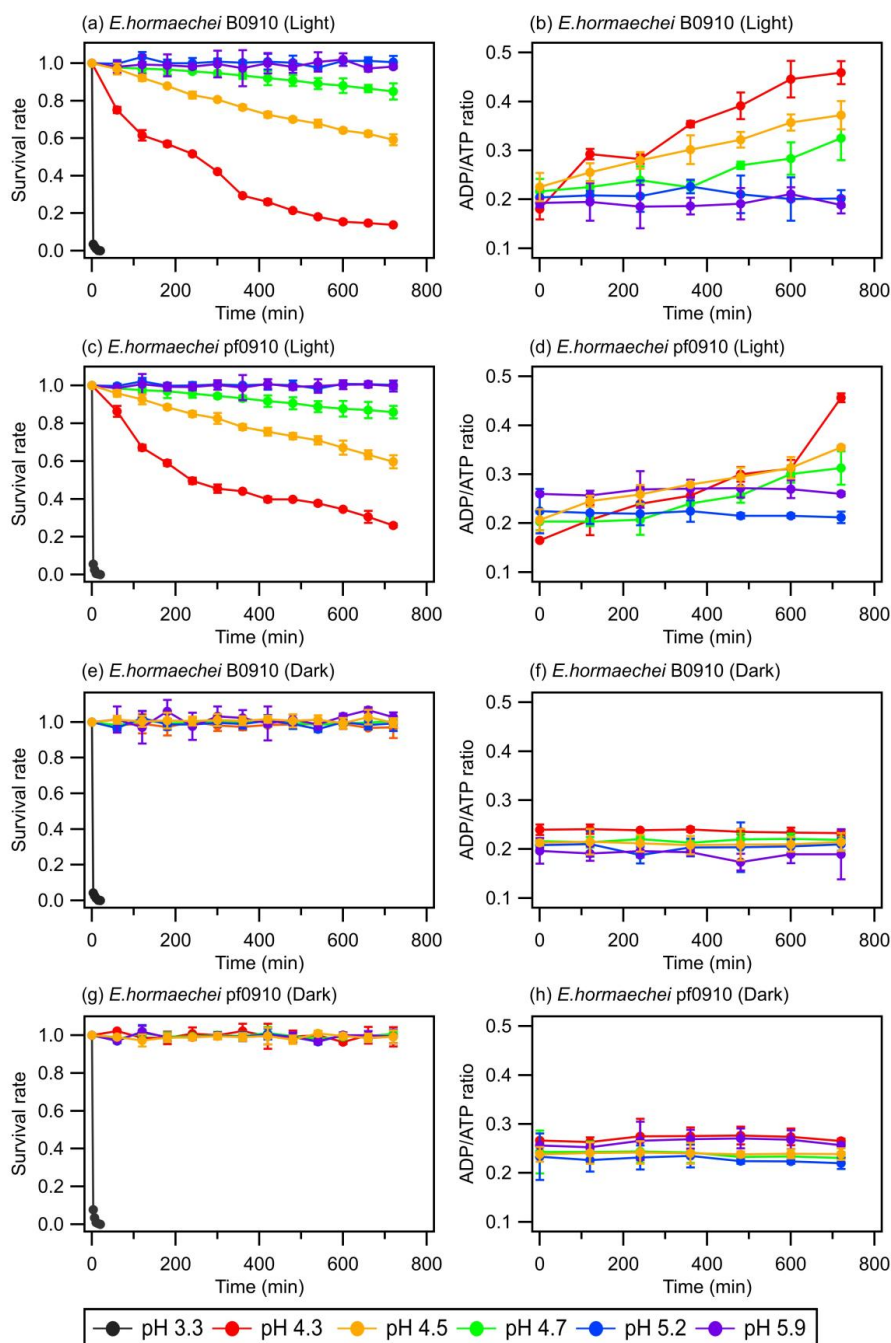 (a) E.hormaechei B0910 (Light)
Survival rate
1.0
0.8
0.6
0.4
0.2
0.0
0 200 400 600 800
Time (min)
(b) E.hormaechei B0910 (Light)
ADP/ATP ratio
0.5
0.4
0.3
0.2
0.1
0 200 400 600 800
Time (min)
(c) E.hormaechei pf0910 (Light)
Survival rate
1.0
0.8
0.6
0.4
0.2
0.0
0 200 400 600 800
Time (min)
(d) E.hormaechei pf0910 (Light)
ADP/ATP ratio
0.5
0.4
0.3
0.2
0.1
0 200 400 600 800
Time (min)
(e) E.hormaechei B0910 (Dark)
Survival rate
1.0
0.8
0.6
0.4
0.2
0.0
0 200 400 600 800
Time (min)
(f) E.hormaechei B0910 (Dark)
ADP/ATP ratio
0.5
0.4
0.3
0.2
0.1
0 200 400 600 800
Time (min)
(g) E.hormaechei pf0910 (Dark)
Survival rate
1.0
0.8
0.6
0.4
0.2
0.0
0 200 400 600 800
Time (min)
(h) E.hormaechei pf0910 (Dark)
ADP/ATP ratio
0.5
0.4
0.3
0.2
0.1
0 200 400 600 800
Time (min)
pH 3.3 pH 4.3 pH 4.5 pH 4.7 pH 5.2 pH 5.9